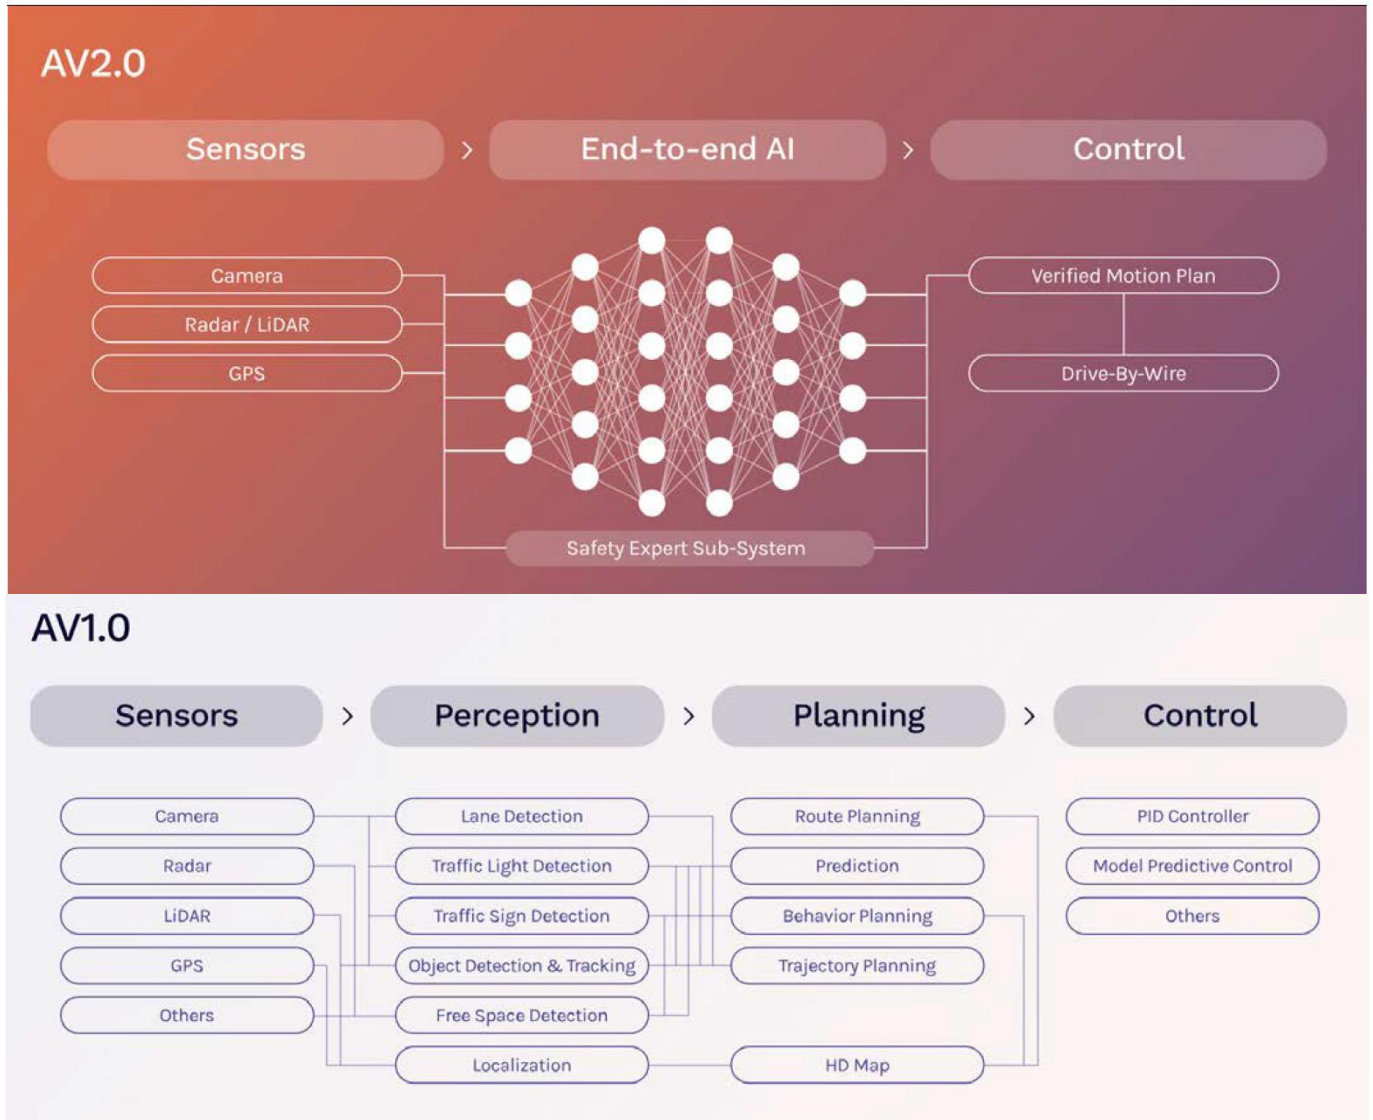 AV2.0
Sensors > End-to-end AI > Control
Camera
Radar / LiDAR
GPS
Safety Expert Sub-System
Verified Motion Plan
Drive-By-Wire
AV1.0
Sensors > Perception > Planning > Control
Camera
Radar
LiDAR
GPS
Others
Lane Detection
Traffic Light Detection
Traffic Sign Detection
Object Detection & Tracking
Free Space Detection
Localization
Route Planning
Prediction
Behavior Planning
Trajectory Planning
HD Map
PID Controller
Model Predictive Control
Others